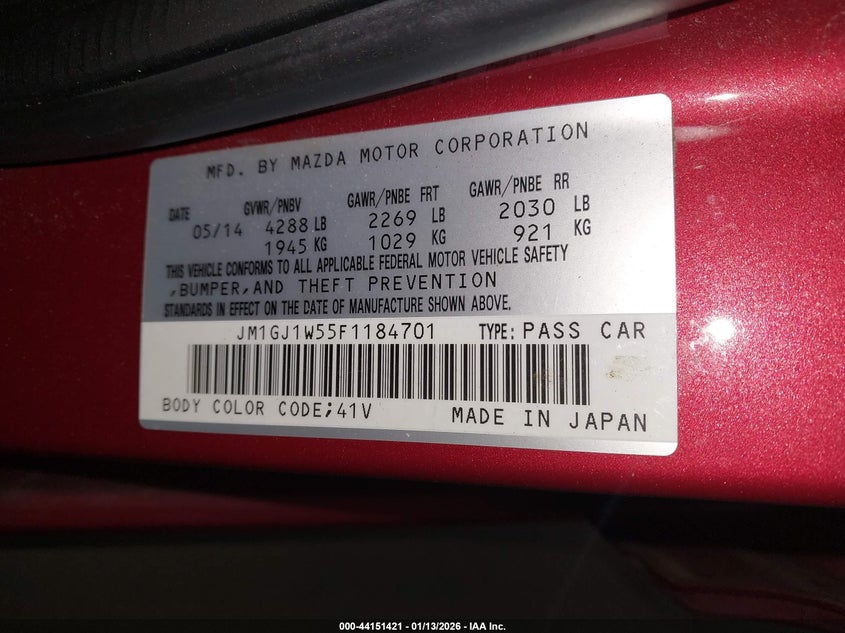 MFD. BY MAZDA MOTOR CORPORATION
DATE GVWR/PNBV GAWR/PNBE FRT GAWR/PNBE RR
05/14 4288 LB 2269 LB 2030 LB
1945 KG 1029 KG 921 KG
THIS VEHICLE CONFORMS TO ALL APPLICABLE FEDERAL MOTOR VEHICLE SAFETY
,BUMPER,AND THEFT PREVENTION
STANDARDS IN EFFECT ON THE DATE OF MANUFACTURE SHOWN ABOVE.
JM1GJ1W55F1184701 TYPE: PASS CAR
BODY COLOR CODE;41V MADE IN JAPAN
000-44151421 - 01/13/2026 - IAA Inc.